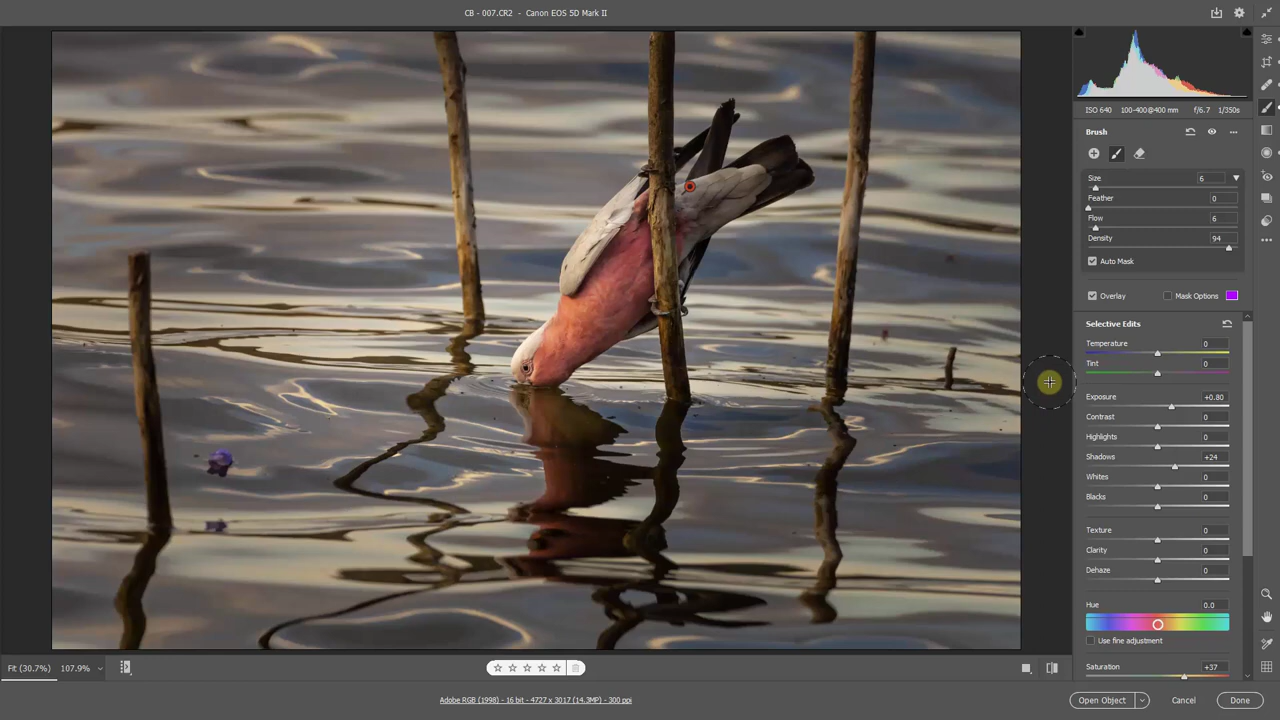 CB - 007.CR2 - Canon EOS 5D Mark II
ISO 640 100-400@400 mm f/6.7 1/350s
Brush
Size 6
Feather 0
Flow 6
Density 94
Auto Mask
Overlay Mask Options
Selective Edits
Temperature 0
Tint 0
Exposure +0.80
Contrast 0
Highlights 0
Shadows +24
Whites 0
Blacks 0
Texture 0
Clarity 0
Dehaze 0
Hue 0.0
Use fine adjustment
Saturation +37
Fit (30.7%) 107.9%
Adobe RGB (1998) - 16 bit - 4727 x 3017 (14.3MP) - 300 ppi
Open Object Cancel Done